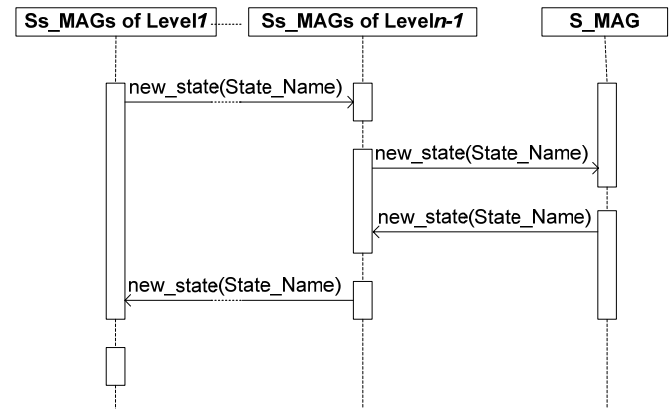 Ss_MAGs of Level1
Ss_MAGs of Leveln-1
S_MAG
new_state(State_Name)
new_state(State_Name)
new_state(State_Name)
new_state(State_Name)